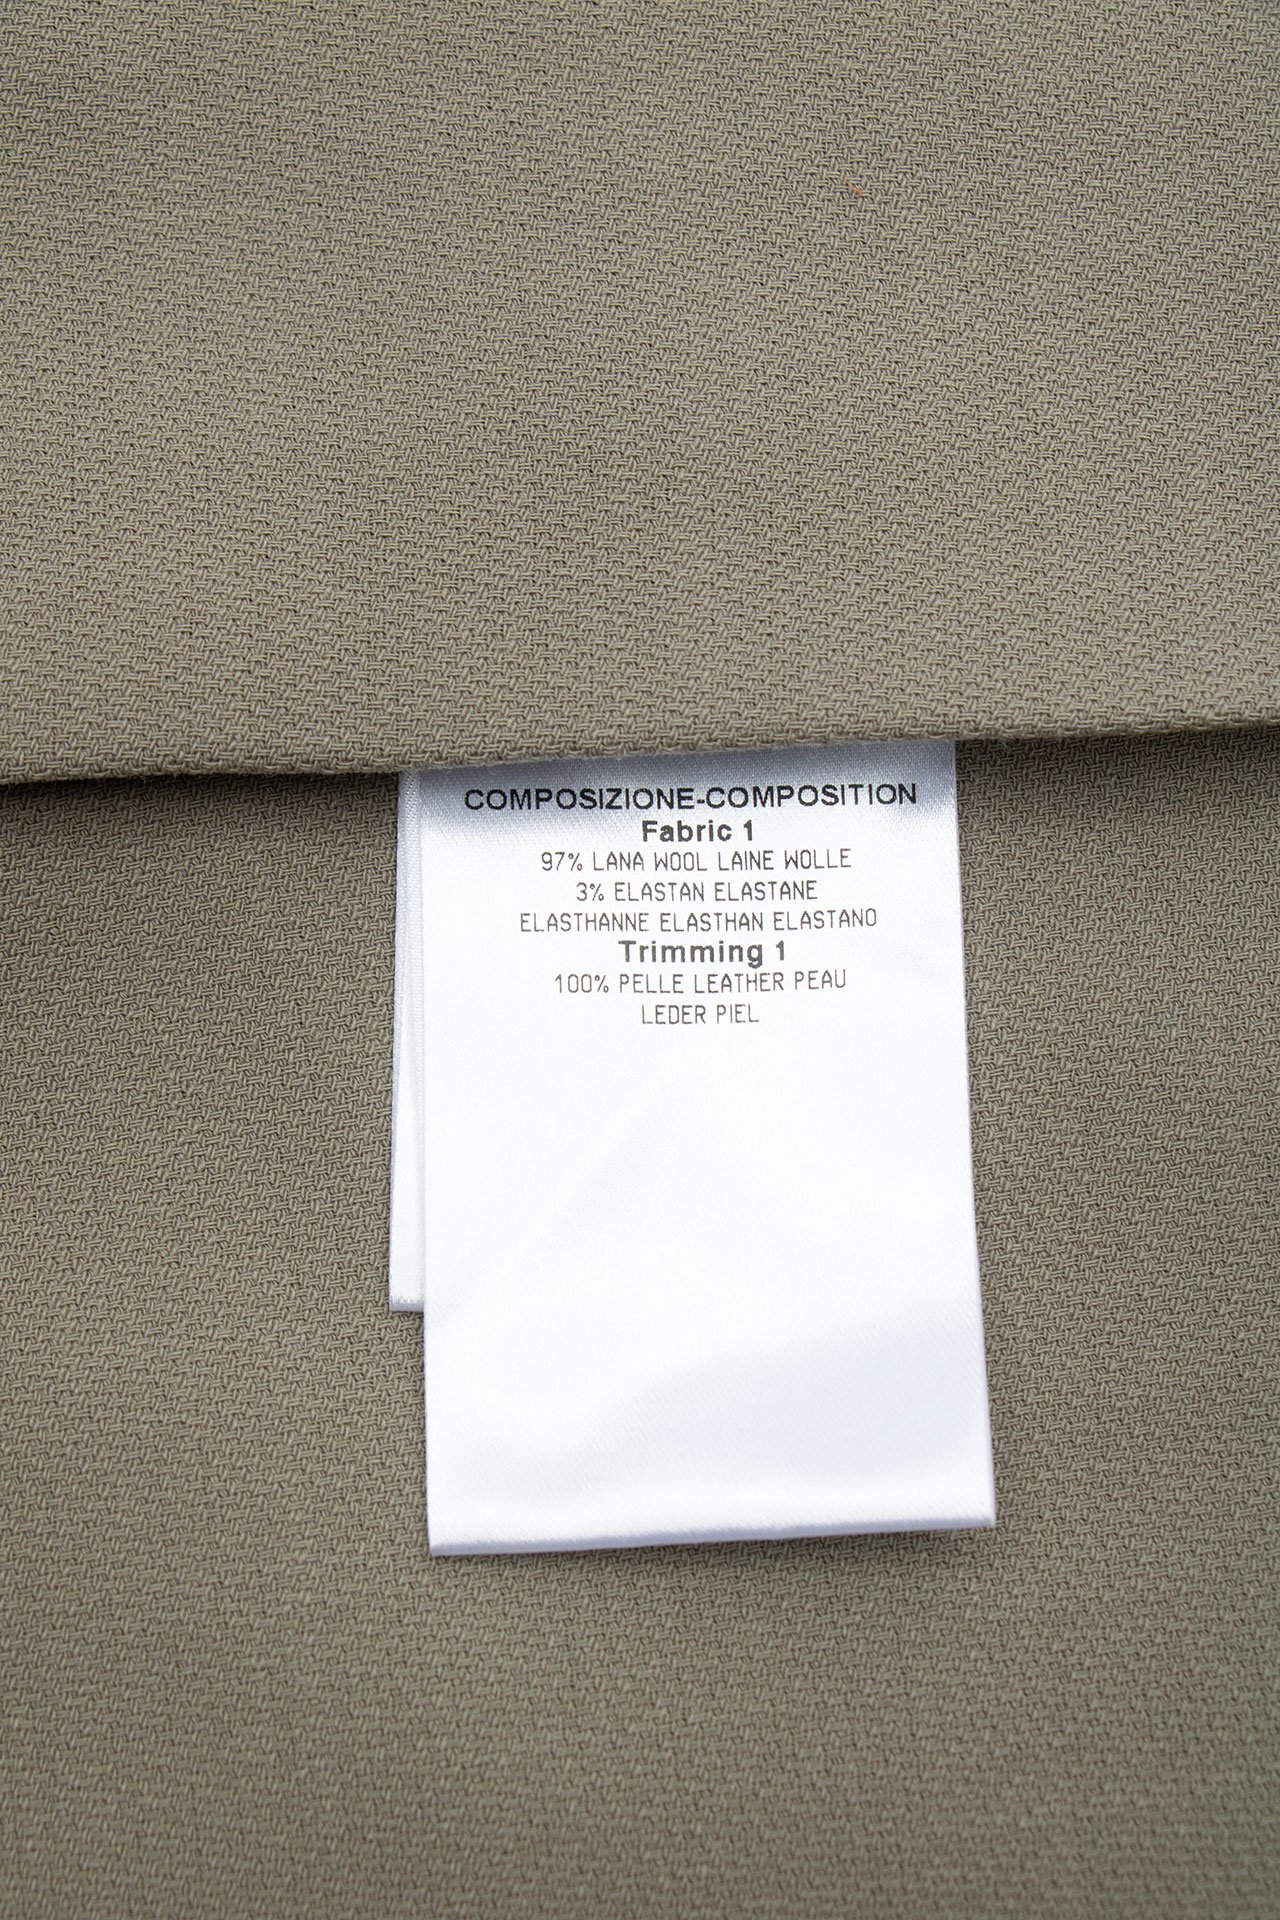 COMPOSIZIONE-COMPOSITION
Fabric 1
97% LANA WOOL LAINE WOLLE
3% ELASTAN ELASTANE
ELASTHANNE ELASTHAN ELASTANO
Trimming 1
100% PELLE LEATHER PEAU
LEDER PIEL